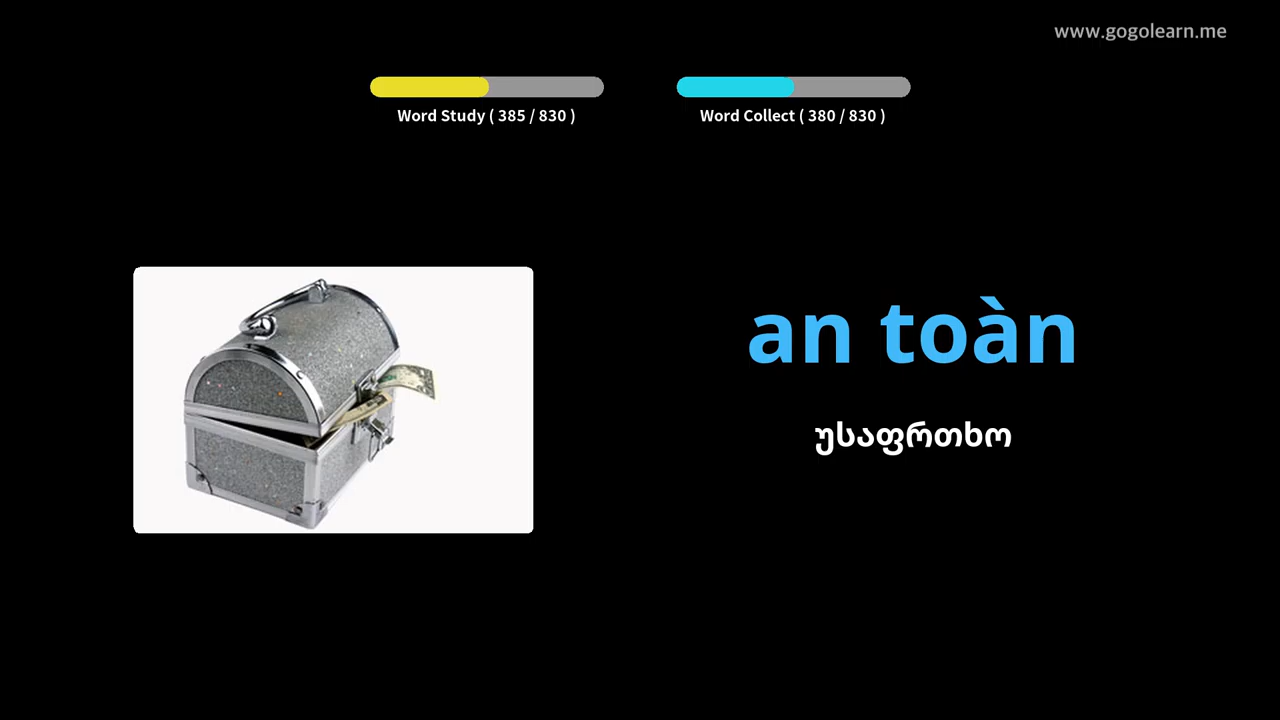 www.gogolearn.me
Word Study ( 385 / 830 )
Word Collect ( 380 / 830 )
an toàn
უსაფრთხო